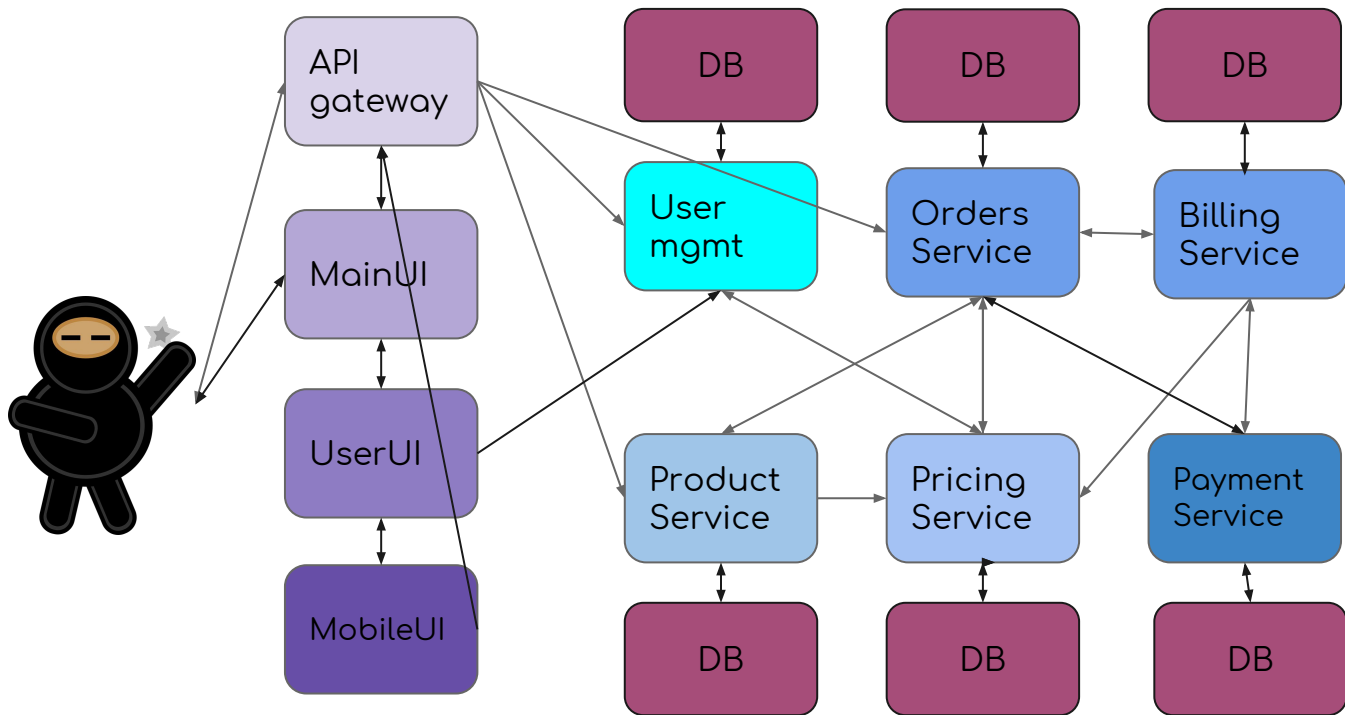 API
gateway
MainUI
UserUI
MobileUI
DB
DB
DB
User
mgmt
Orders
Service
Billing
Service
Product
Service
Pricing
Service
Payment
Service
DB
DB
DB